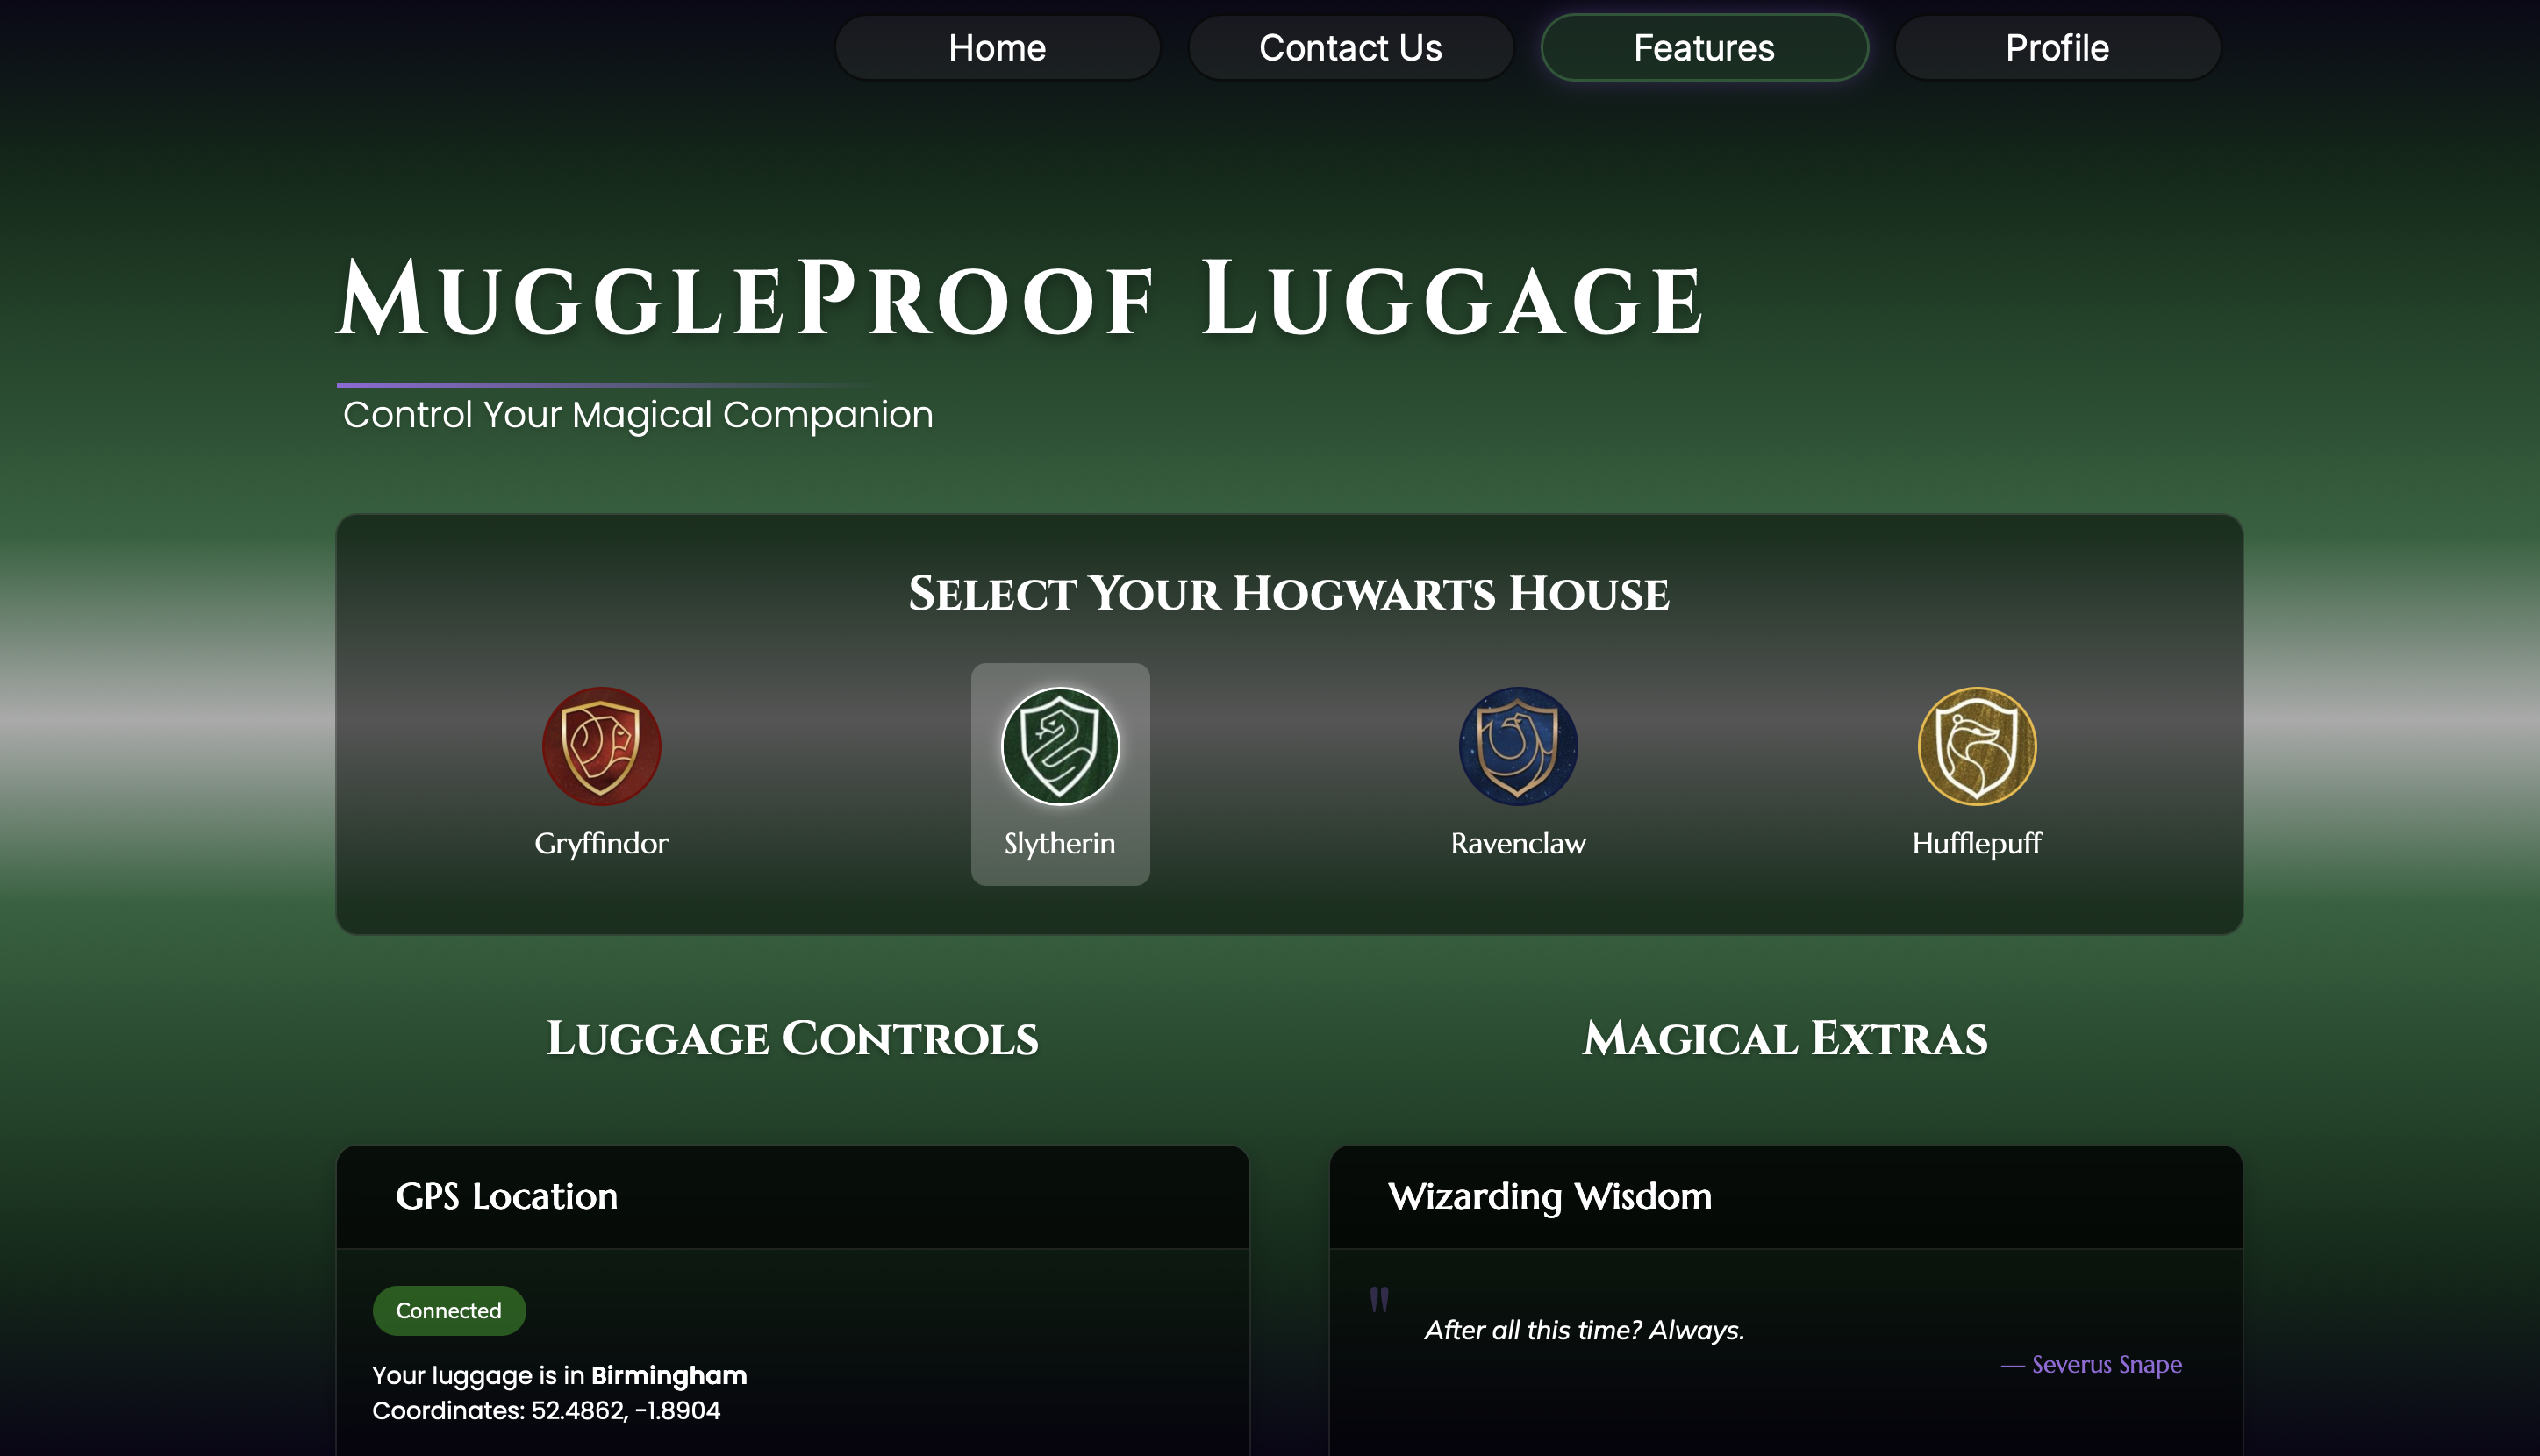 Home
Contact Us
Features
Profile
MuggleProof Luggage
Control Your Magical Companion
Select Your Hogwarts House
Gryffindor
Slytherin
Ravenclaw
Hufflepuff
Luggage Controls
Magical Extras
GPS Location
Connected
Your luggage is in Birmingham
Coordinates: 52.4862, -1.8904
Wizarding Wisdom
"
After all this time? Always.
— Severus Snape